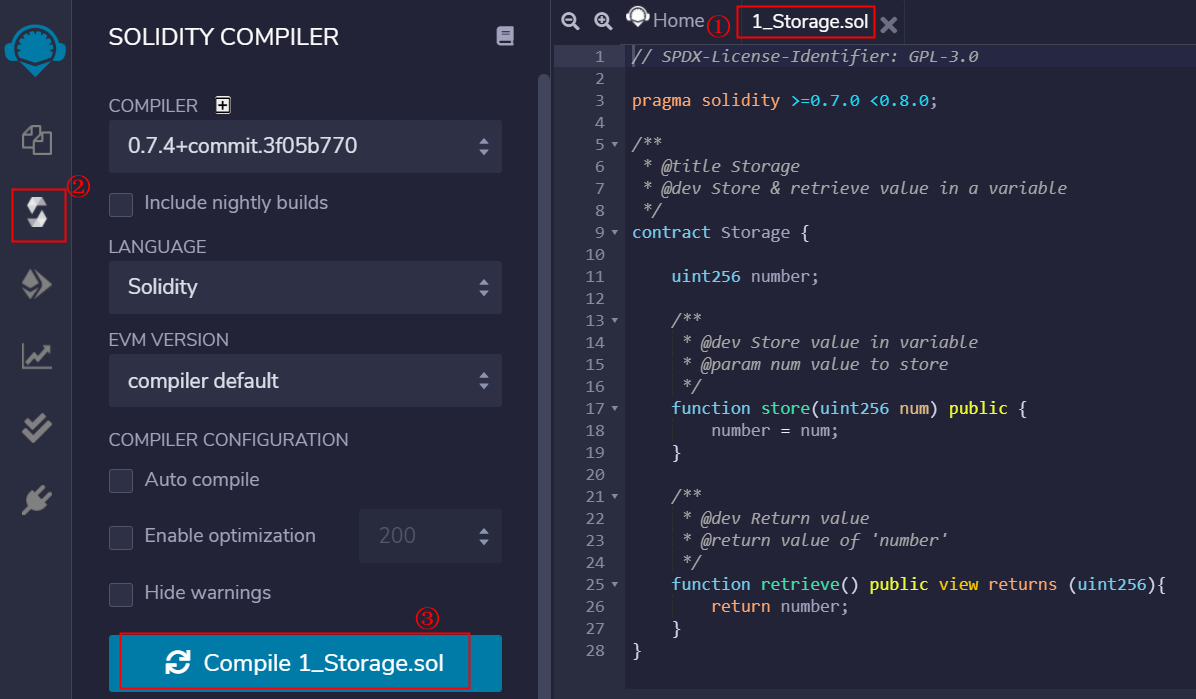 SOLIDITY COMPILER
COMPILER
0.7.4+commit.3f05b770
Include nightly builds
②
LANGUAGE
Solidity
EVM VERSION
compiler default
COMPILER CONFIGURATION
Auto compile
Enable optimization 200
Hide warnings
③
Compile 1_Storage.sol
Home ① 1_Storage.sol
1 // SPDX-License-Identifier: GPL-3.0
2
3 pragma solidity >=0.7.0 <0.8.0;
4
5 /**
6 * @title Storage
7 * @dev Store & retrieve value in a variable
8 */
9 contract Storage {
10
11 uint256 number;
12
13 /**
14 * @dev Store value in variable
15 * @param num value to store
16 */
17 function store(uint256 num) public {
18 number = num;
19 }
20
21 /**
22 * @dev Return value
23 * @return value of 'number'
24 */
25 function retrieve() public view returns (uint256){
26 return number;
27 }
28 }